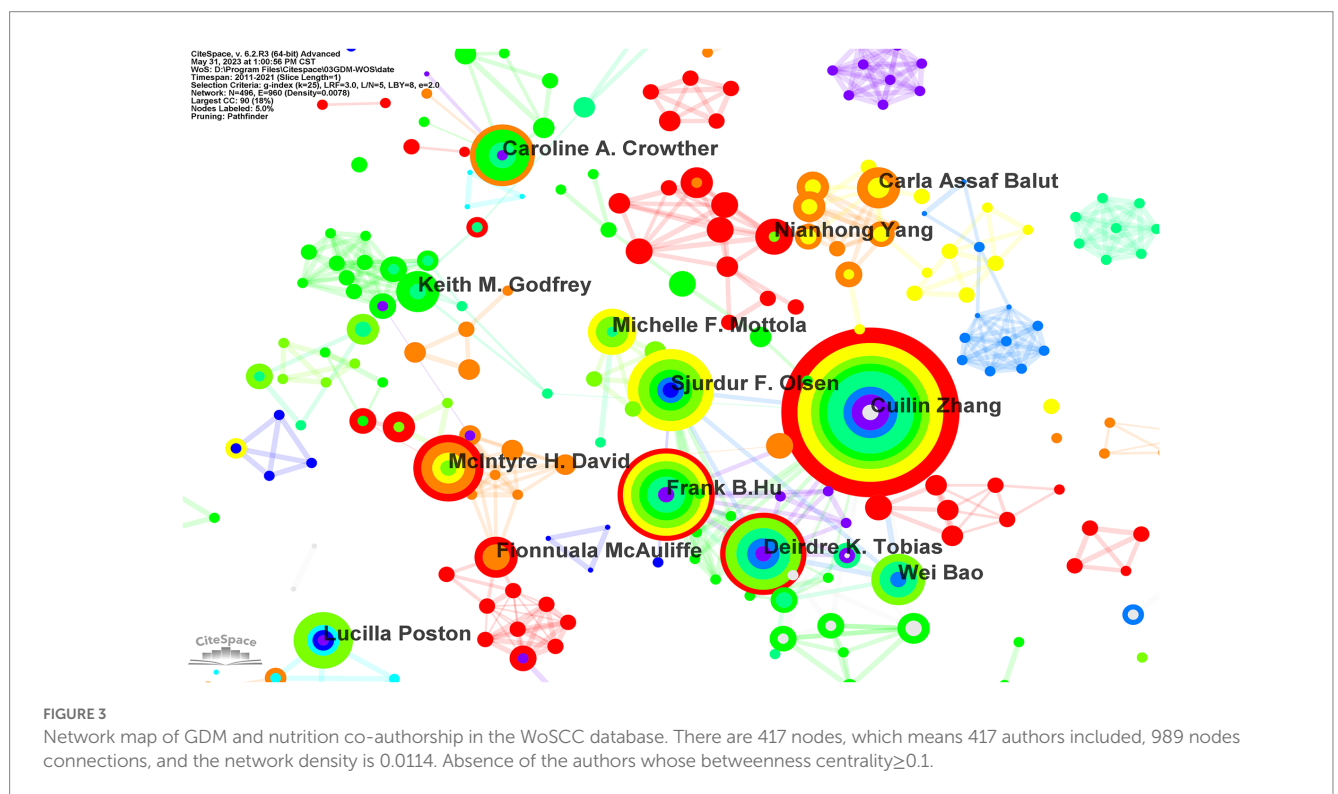 CiteSpace, v. 6.2.R3 (64-bit) Advanced
May 31, 2023 at 1:00:56 PM CST
WoS: D:\Program Files\Citespace\03GDM-WOS\date
Timespan: 2011-2021 (Slice Length=1)
Selection Criteria: g-index (k=25), LRF=3.0, L/N=5, LBY=8, e=2.0
Network: N=496, E=960 (Density=0.0078)
Largest CC: 90 (18%)
Nodes Labeled: 5.0%
Pruning: Pathfinder
Caroline A. Crowther
Carla Assaf Balut
Nianhong Yang
Keith M. Godfrey
Michelle F. Mottola
Sjurdur F. Olsen
Cuilin Zhang
McIntyre H. David
Frank B.Hu
Fionnuala McAuliffe
Deirdre K. Tobias
Wei Bao
Lucilla Poston
CiteSpace
FIGURE 3
Network map of GDM and nutrition co-authorship in the WoSCC database. There are 417 nodes, which means 417 authors included, 989 nodes
connections, and the network density is 0.0114. Absence of the authors whose betweenness centrality≥0.1.